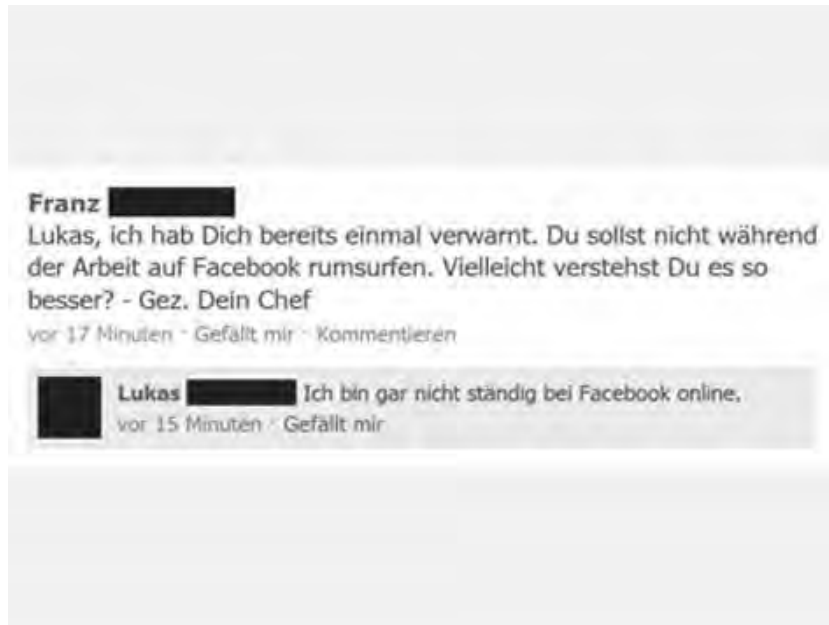 Franz
Lukas, ich hab Dich bereits einmal verwarnt. Du sollst nicht während
der Arbeit auf Facebook rumsurfen. Vielleicht verstehst Du es so
besser? - Gez. Dein Chef
vor 17 Minuten · Gefällt mir · Kommentieren
Lukas Ich bin gar nicht ständig bei Facebook online.
vor 15 Minuten · Gefällt mir